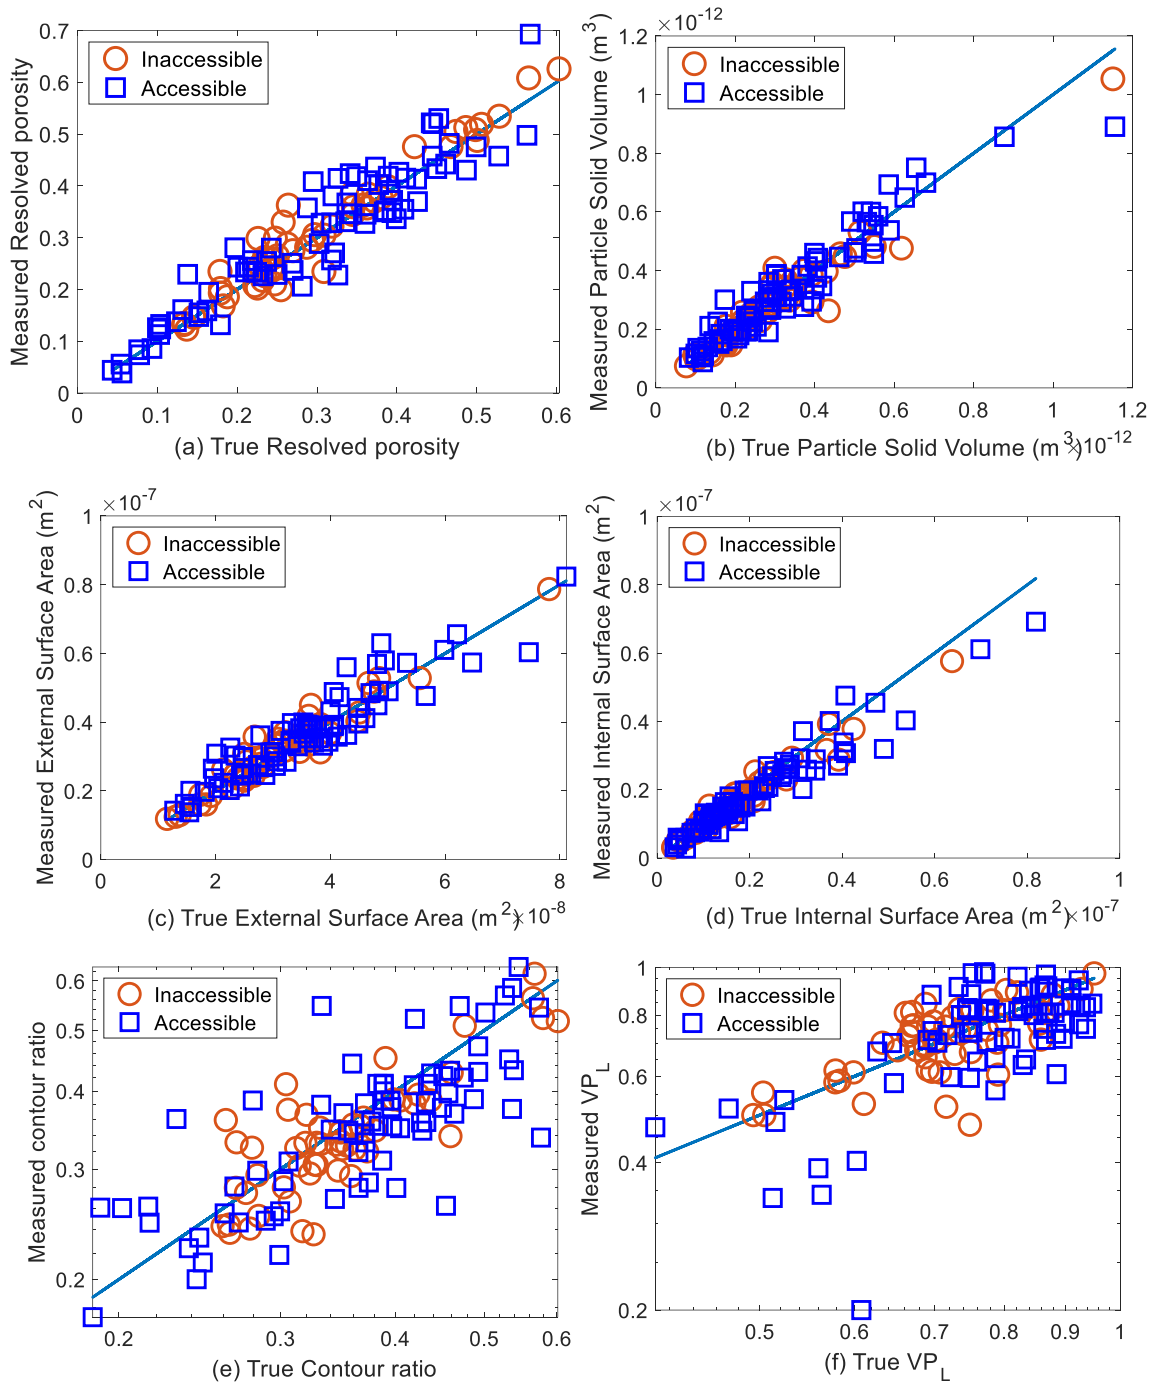 0.7
0.6
0.5
0.4
0.3
0.2
0.1
0
Measured Resolved porosity
Inaccessible
Accessible
0 0.1 0.2 0.3 0.4 0.5 0.6
(a) True Resolved porosity
×10-12
1.2
1
0.8
0.6
0.4
0.2
0
Measured Particle Solid Volume (m3)
Inaccessible
Accessible
0 0.2 0.4 0.6 0.8 1 1.2
(b) True Particle Solid Volume (m3)×10-12
×10-7
1
0.8
0.6
0.4
0.2
0
Measured External Surface Area (m2)
Inaccessible
Accessible
0 2 4 6 8
(c) True External Surface Area (m2)×10-8
×10-7
1
0.8
0.6
0.4
0.2
0
Measured Internal Surface Area (m2)
Inaccessible
Accessible
0 0.2 0.4 0.6 0.8 1
(d) True Internal Surface Area (m2)×10-7
0.6
0.5
0.4
0.3
0.2
Measured contour ratio
Inaccessible
Accessible
0.2 0.3 0.4 0.5 0.6
(e) True Contour ratio
1
0.8
0.6
0.4
0.2
Measured VPL
Inaccessible
Accessible
0.5 0.6 0.7 0.8 0.9 1
(f) True VPL